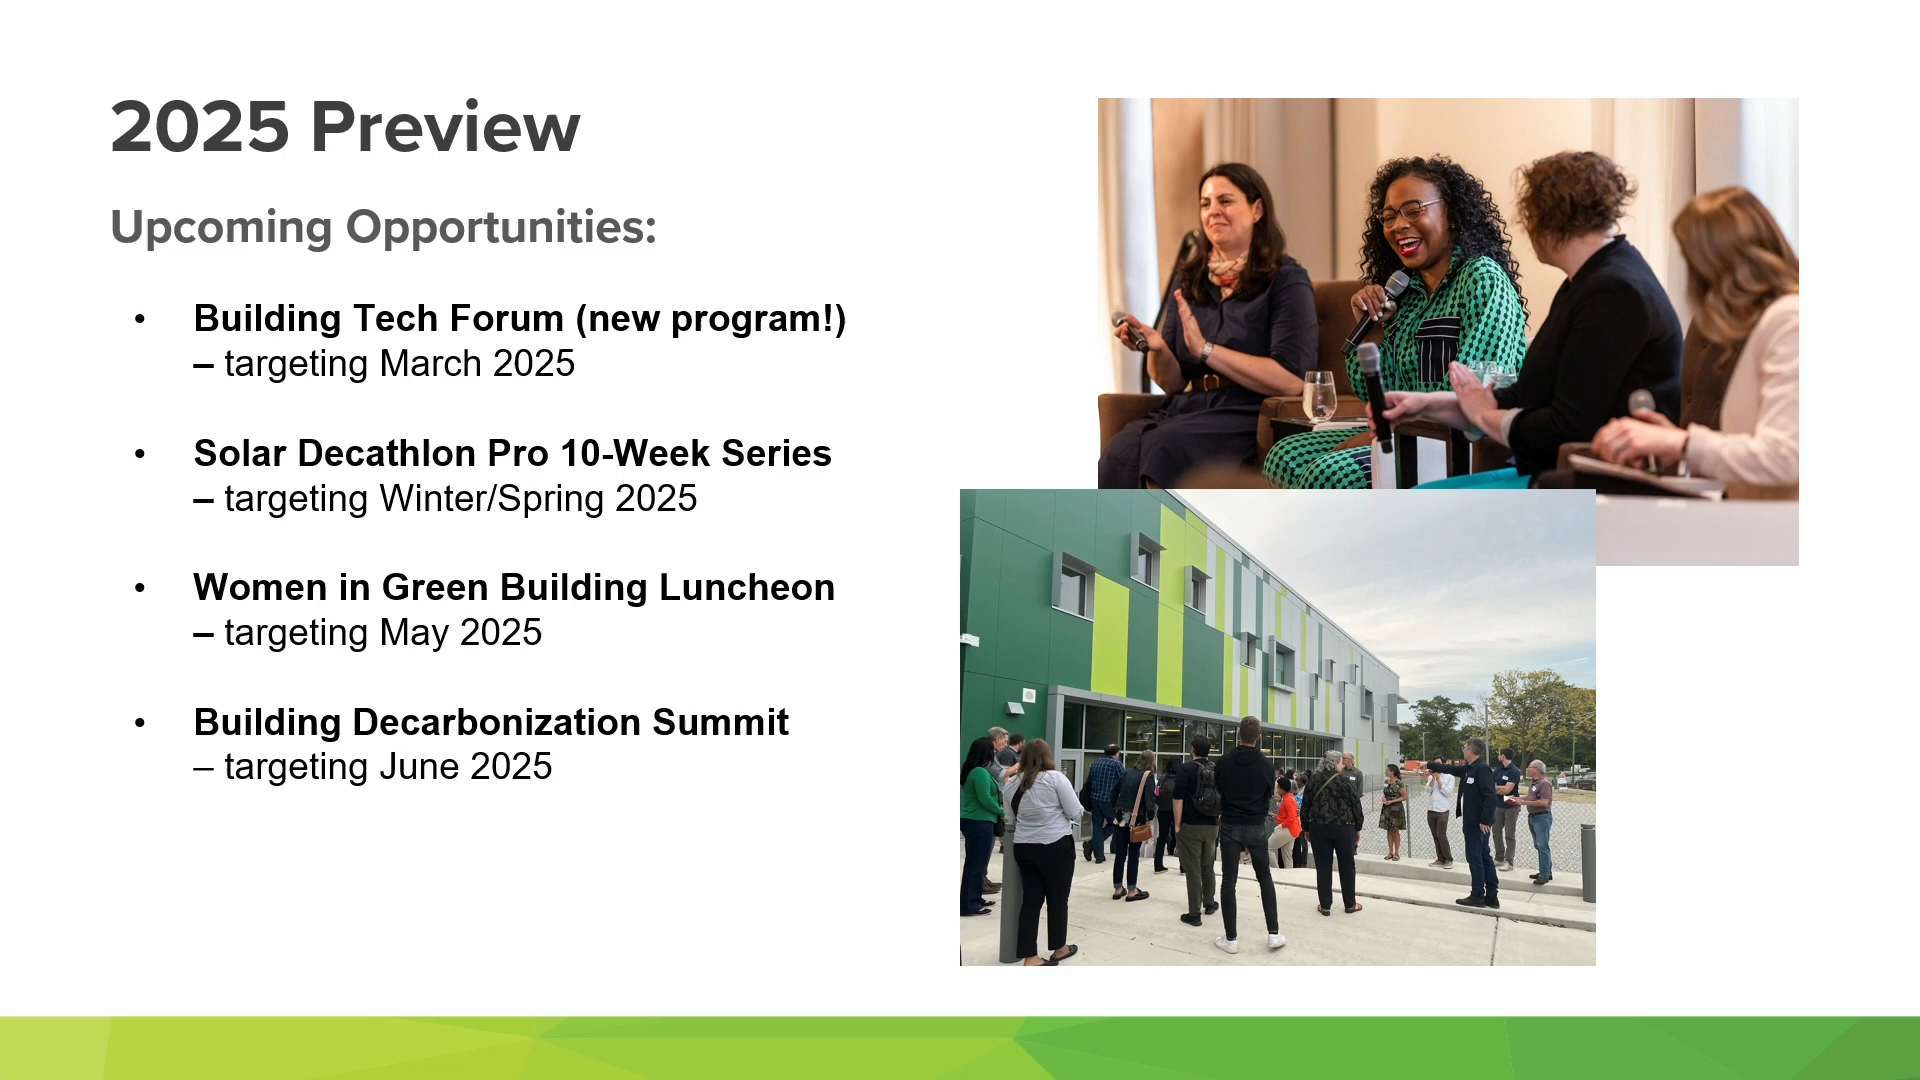 2025 Preview
Upcoming Opportunities:
• Building Tech Forum (new program!)
– targeting March 2025
• Solar Decathlon Pro 10-Week Series
– targeting Winter/Spring 2025
• Women in Green Building Luncheon
– targeting May 2025
• Building Decarbonization Summit
– targeting June 2025